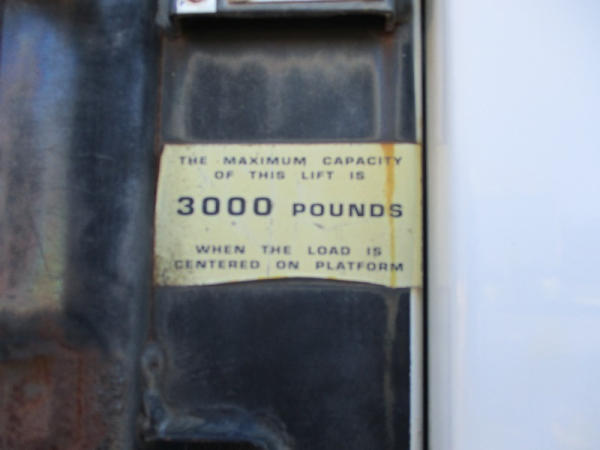 THE MAXIMUM CAPACITY
OF THIS LIFT IS
3000 POUNDS
WHEN THE LOAD IS
CENTERED ON PLATFORM